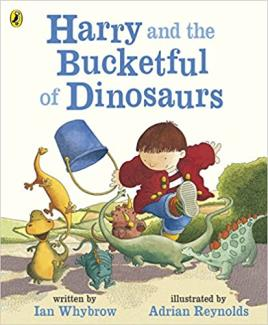 Harry and the
Bucketful
of Dinosaurs
written by
Ian Whybrow
illustrated by
Adrian Reynolds